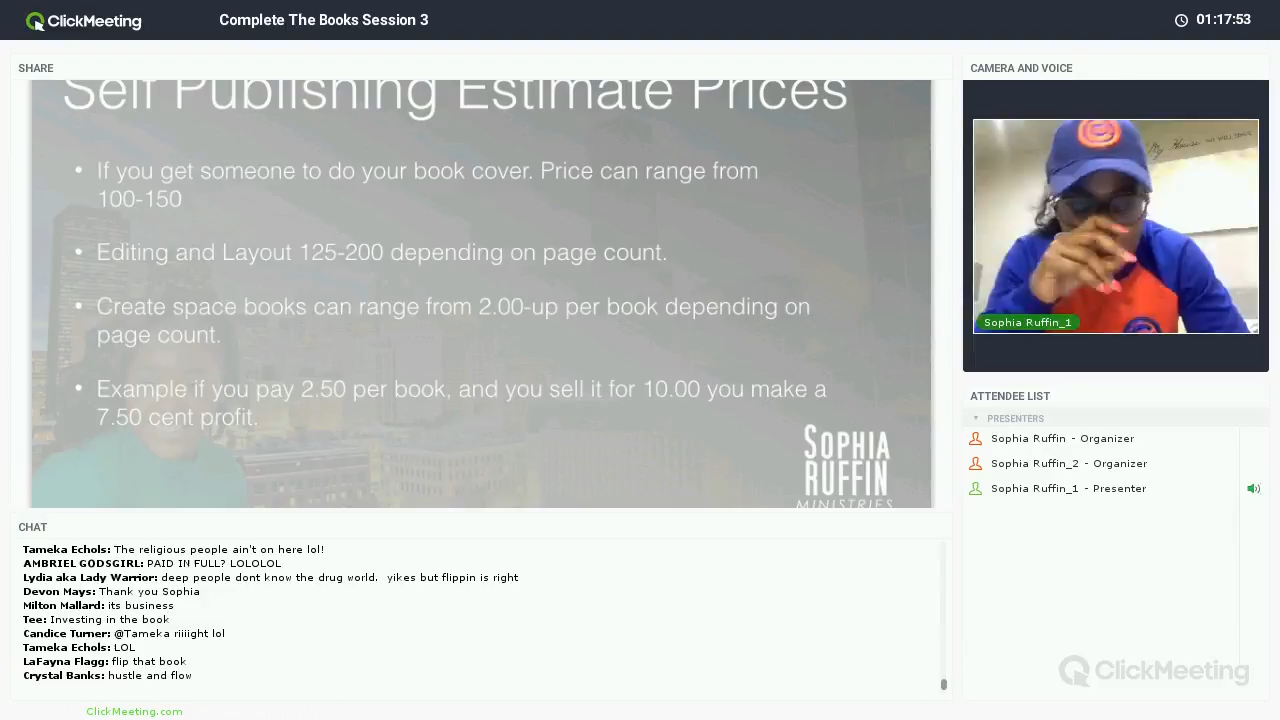 ClickMeeting
Complete The Books Session 3
01:17:53
SHARE
Self Publishing Estimate Prices
• If you get someone to do your book cover. Price can range from
100-150
• Editing and Layout 125-200 depending on page count.
• Create space books can range from 2.00-up per book depending on
page count.
• Example if you pay 2.50 per book, and you sell it for 10.00 you make a
7.50 cent profit.
SOPHIA
RUFFIN
MINISTRIES
CHAT
Tameka Echols: The religious people ain't on here lol!
AMBRIEL GODSGIRL: PAID IN FULL? LOLOLOL
Lydia aka Lady Warrior: deep people dont know the drug world. yikes but flippin is right
Devon Mays: Thank you Sophia
Milton Mallard: its business
Tee: Investing in the book
Candice Turner: @Tameka riiiight lol
Tameka Echols: LOL
LaFayna Flagg: flip that book
Crystal Banks: hustle and flow
ClickMeeting.com
CAMERA AND VOICE
My House
Sophia Ruffin_1
ATTENDEE LIST
PRESENTERS
Sophia Ruffin - Organizer
Sophia Ruffin_2 - Organizer
Sophia Ruffin_1 - Presenter
ClickMeeting